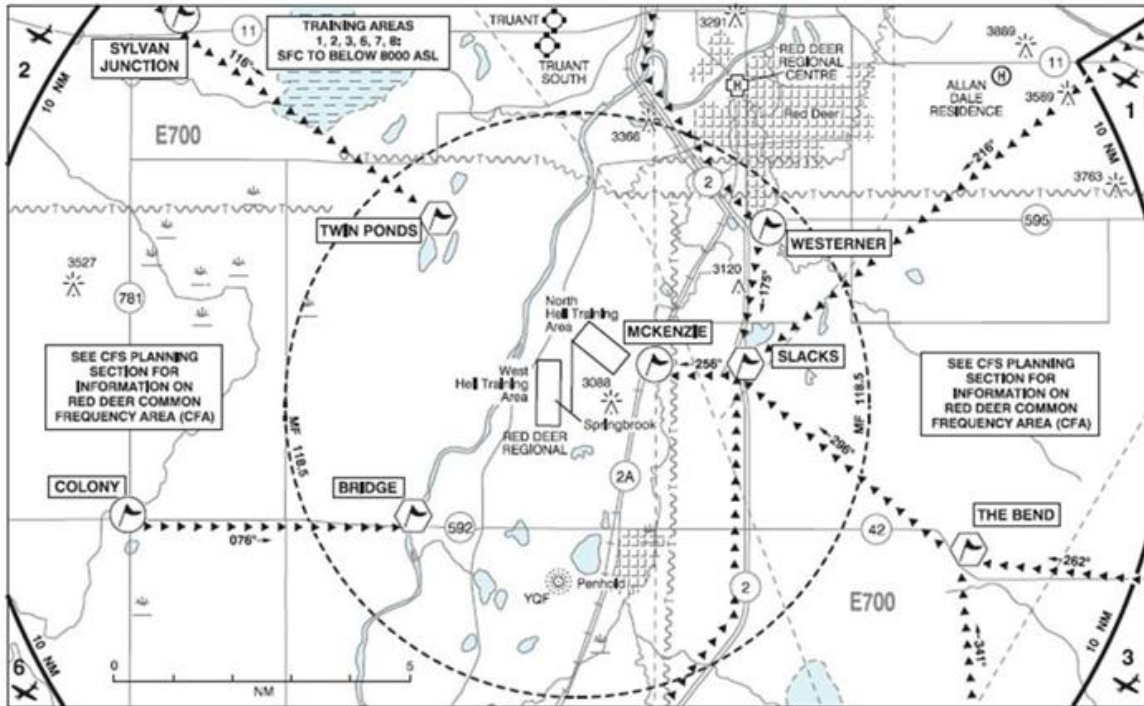 TRUANT
TRUANT
SOUTH
3291
RED DEER
REGIONAL
CENTRE
H
Red Deer
3869
11
H
ALLAN
DALE
RESIDENCE
3589
SYLVAN
JUNCTION
11
TRAINING AREAS
1, 2, 3, 6, 7, 8:
SFC TO BELOW 8000 ASL
2
10 NM
116°
E700
3366
1
10 NM
216°
3763
2
TWIN PONDS
WESTERNER
595
3527
781
3120
175°
North
Heli Training
Area
MCKENZIE
256°
SLACKS
SEE CFS PLANNING
SECTION FOR
INFORMATION ON
RED DEER COMMON
FREQUENCY AREA (CFA)
MF 118.5
West
Heli Training
Area
3088
Springbrook
RED DEER
REGIONAL
MF 118.5
SEE CFS PLANNING
SECTION FOR
INFORMATION ON
RED DEER COMMON
FREQUENCY AREA (CFA)
296°
COLONY
BRIDGE
2A
076°
592
42
THE BEND
262°
YQF
Penhold
2
E700
341°
10 NM
6
0
5
NM
10 NM
3